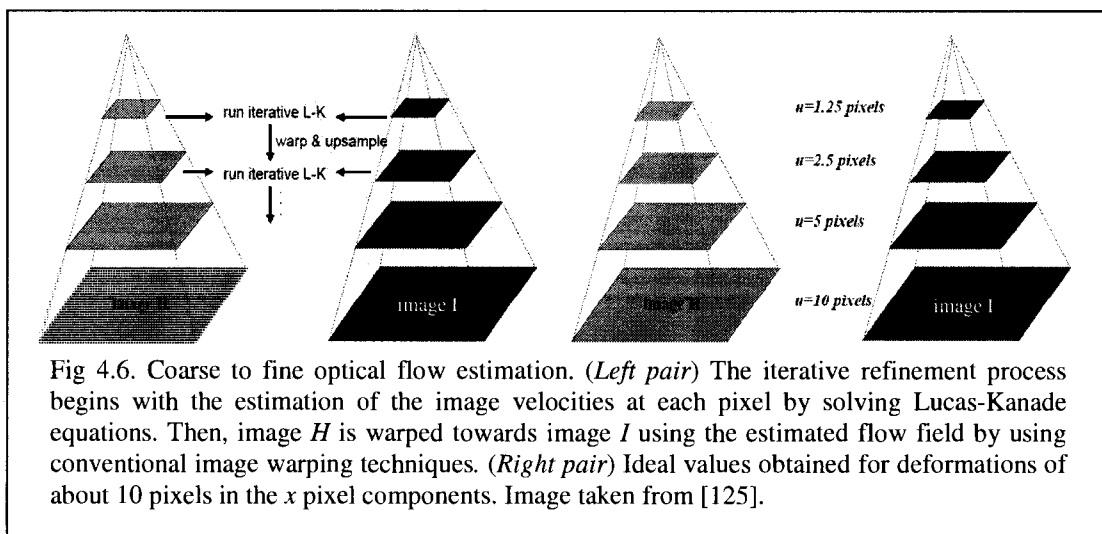 run iterative L-K
warp & upsample
run iterative L-K
image H
image I
u=1.25 pixels
u=2.5 pixels
u=5 pixels
u=10 pixels
image H
image I
Fig 4.6. Coarse to fine optical flow estimation. (Left pair) The iterative refinement process
begins with the estimation of the image velocities at each pixel by solving Lucas-Kanade
equations. Then, image H is warped towards image I using the estimated flow field by using
conventional image warping techniques. (Right pair) Ideal values obtained for deformations of
about 10 pixels in the x pixel components. Image taken from [125].